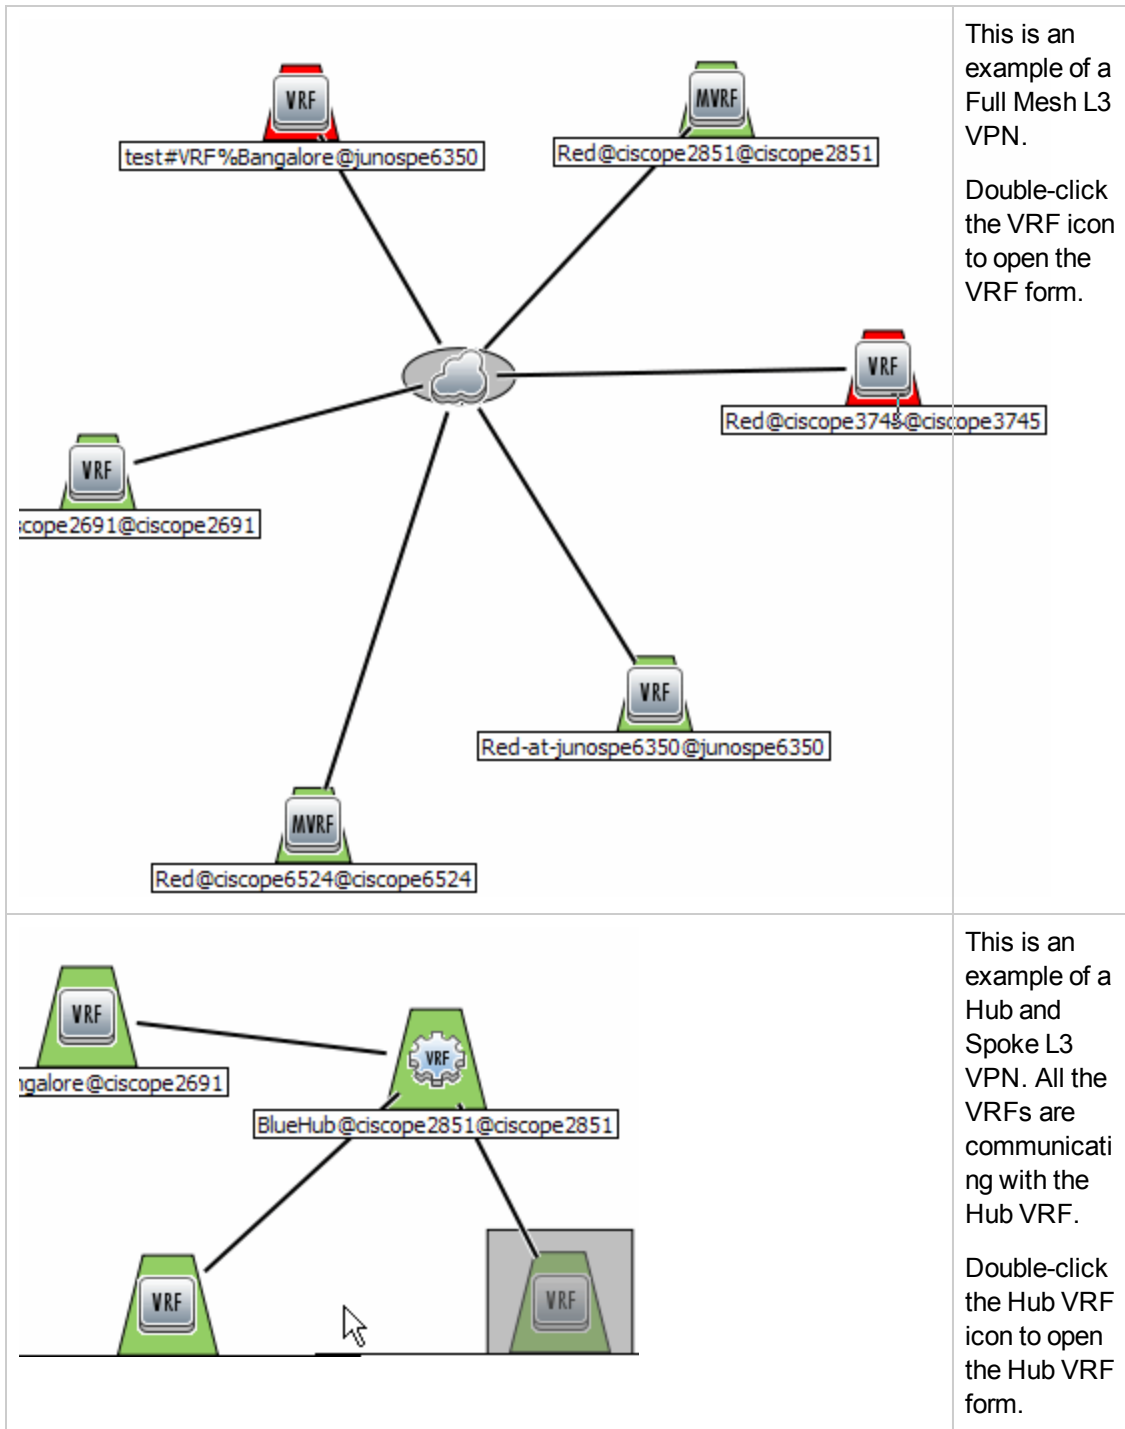 VRF
test#VRF%Bangalore@junospe6350
MVRF
Red@ciscope2851@ciscope2851
VRF
Red@ciscope3745@ciscope3745
VRF
scope2691@ciscope2691
VRF
Red-at-junospe6350@junospe6350
MVRF
Red@ciscope6524@ciscope6524
This is an
example of a
Full Mesh L3
VPN.
Double-click
the VRF icon
to open the
VRF form.
VRF
ngalore@ciscope2691
VRF
BlueHub@ciscope2851@ciscope2851
VRF
VRF
This is an
example of a
Hub and
Spoke L3
VPN. All the
VRFs are
communicati
ng with the
Hub VRF.
Double-click
the Hub VRF
icon to open
the Hub VRF
form.